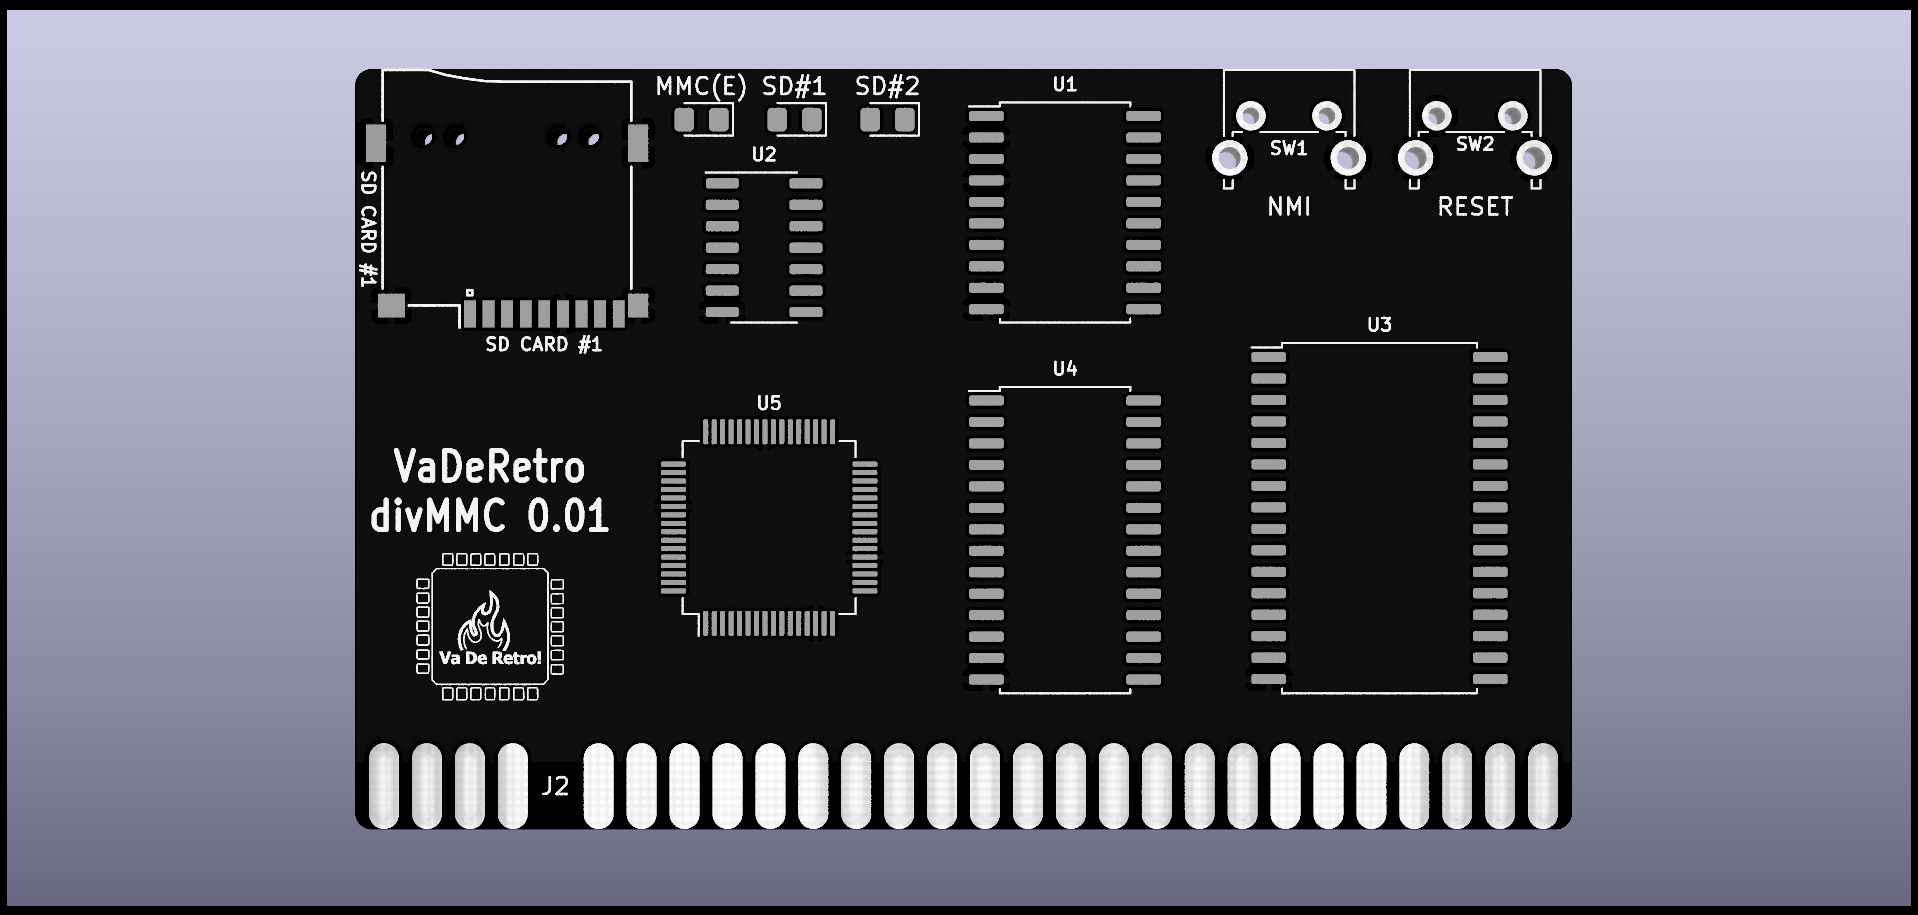 MMC(E)
SD#1
SD#2
U1
SW1
SW2
NMI
RESET
U2
SD CARD #1
SD CARD #1
U3
U4
U5
VaDeRetro
divMMC 0.01
Va De Retro!
J2